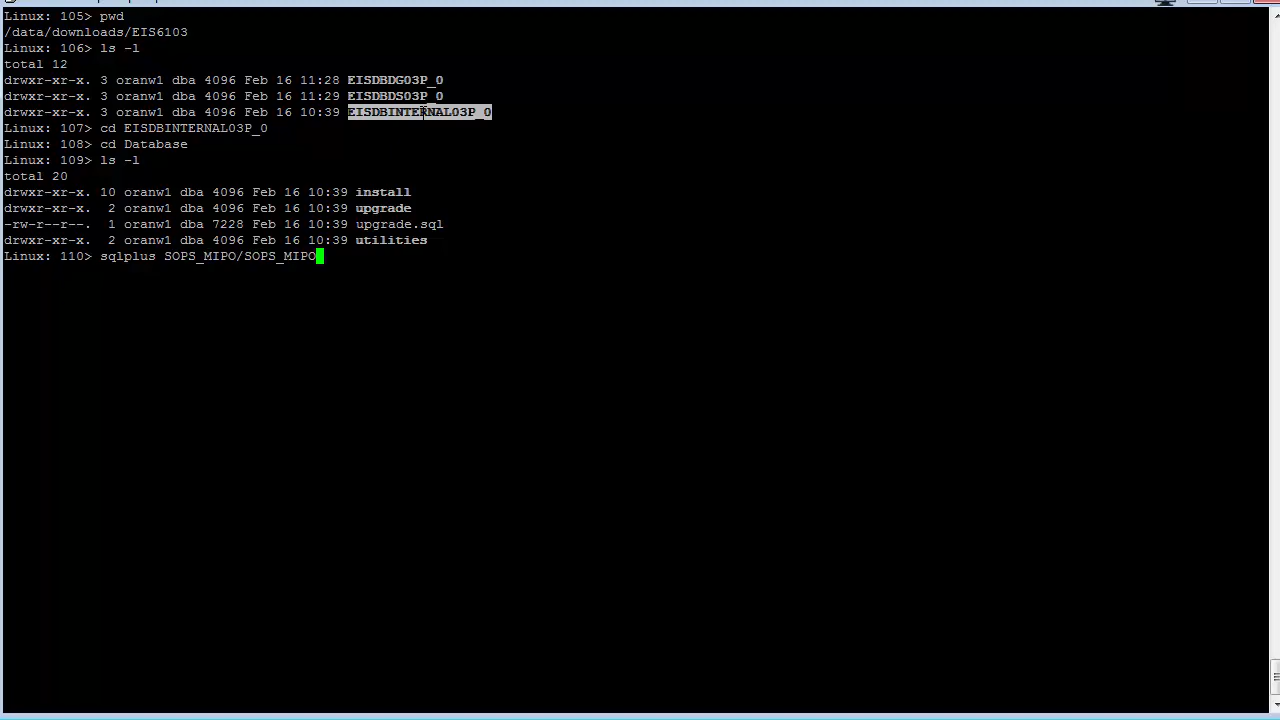 Linux: 105> pwd
/data/downloads/EIS6103
Linux: 106> ls -l
total 12
drwxr-xr-x. 3 oranw1 dba 4096 Feb 16 11:28 EISDBDG03P_0
drwxr-xr-x. 3 oranw1 dba 4096 Feb 16 11:29 EISDBDS03P_0
drwxr-xr-x. 3 oranw1 dba 4096 Feb 16 10:39 EISDBINTERNAL03P_0
Linux: 107> cd EISDBINTERNAL03P_0
Linux: 108> cd Database
Linux: 109> ls -l
total 20
drwxr-xr-x. 10 oranw1 dba 4096 Feb 16 10:39 install
drwxr-xr-x.  2 oranw1 dba 4096 Feb 16 10:39 upgrade
-rw-r--r--.  1 oranw1 dba 7228 Feb 16 10:39 upgrade.sql
drwxr-xr-x.  2 oranw1 dba 4096 Feb 16 10:39 utilities
Linux: 110> sqlplus SOPS_MIPO/SOPS_MIPO